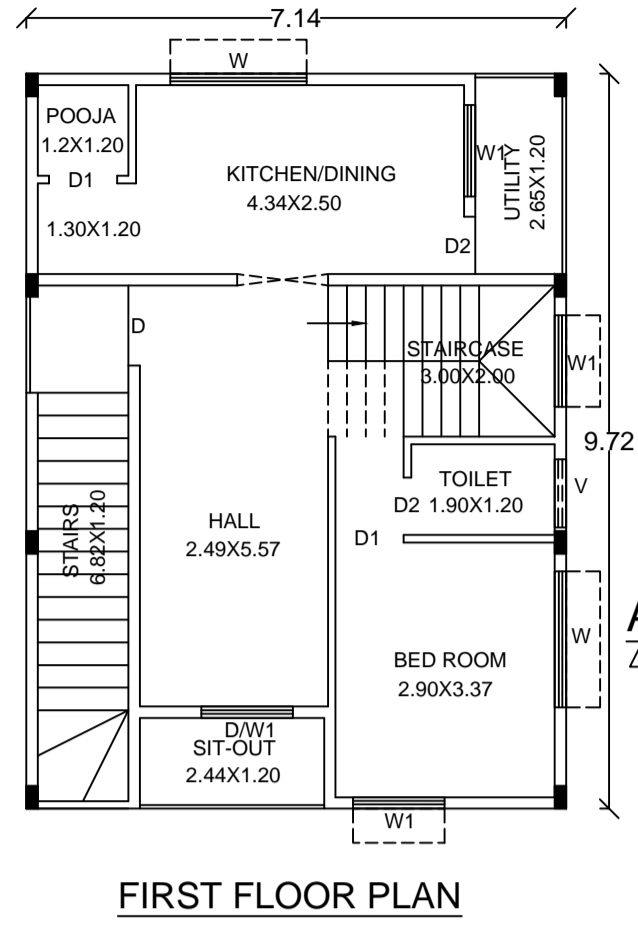 7.14
W
POOJA
1.2X1.20
D1
1.30X1.20
KITCHEN/DINING
4.34X2.50
W1
UTILITY
2.65X1.20
D2
D
STAIRCASE
3.00X2.00
W1
9.72
TOILET
D2 1.90X1.20
V
D1
HALL
2.49X5.57
STAIRS
6.82X1.20
BED ROOM
2.90X3.37
W
A
D/W1
SIT-OUT
2.44X1.20
W1
FIRST FLOOR PLAN